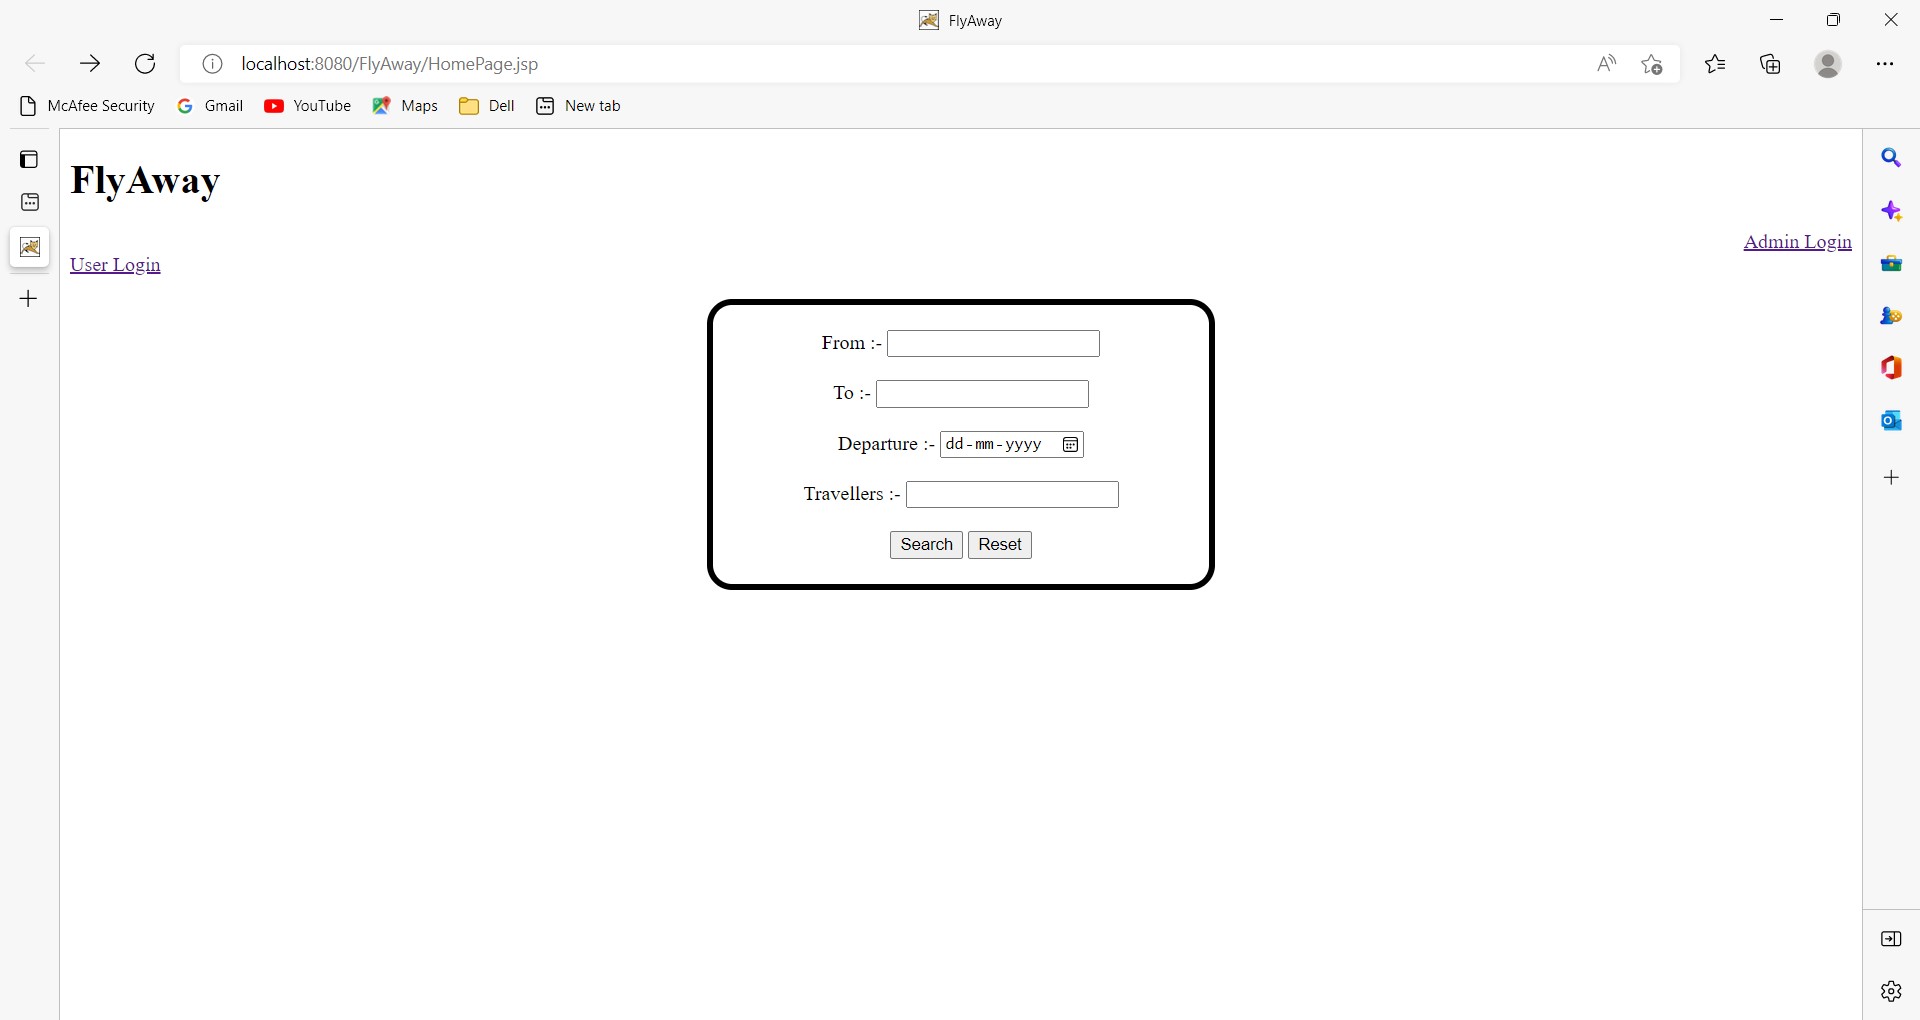 FlyAway
localhost:8080/FlyAway/HomePage.jsp
McAfee Security Gmail YouTube Maps Dell New tab
FlyAway
Admin Login
User Login
From :-
To :-
Departure :- dd-mm-yyyy
Travellers :-
Search Reset